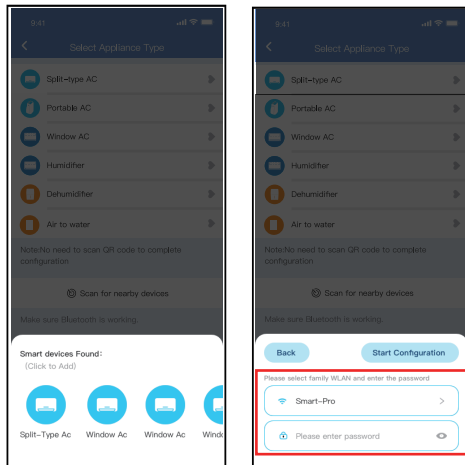 9:41
Select Appliance Type
Split-type AC
Portable AC
Window AC
Humidifier
Dehumidifier
Air to water
Note:No need to scan QR code to complete
configuration
Scan for nearby devices
Make sure Bluetooth is working.
Smart devices Found:
(Click to Add)
Split-Type Ac
Window Ac
Window Ac
Windo
9:41
Select Appliance Type
Split-type AC
Portable AC
Window AC
Humidifier
Dehumidifier
Air to water
Note:No need to scan QR code to complete
configuration
Scan for nearby devices
Make sure Bluetooth is working.
Back
Start Configuration
Please select family WLAN and enter the password
Smart-Pro
Please enter password